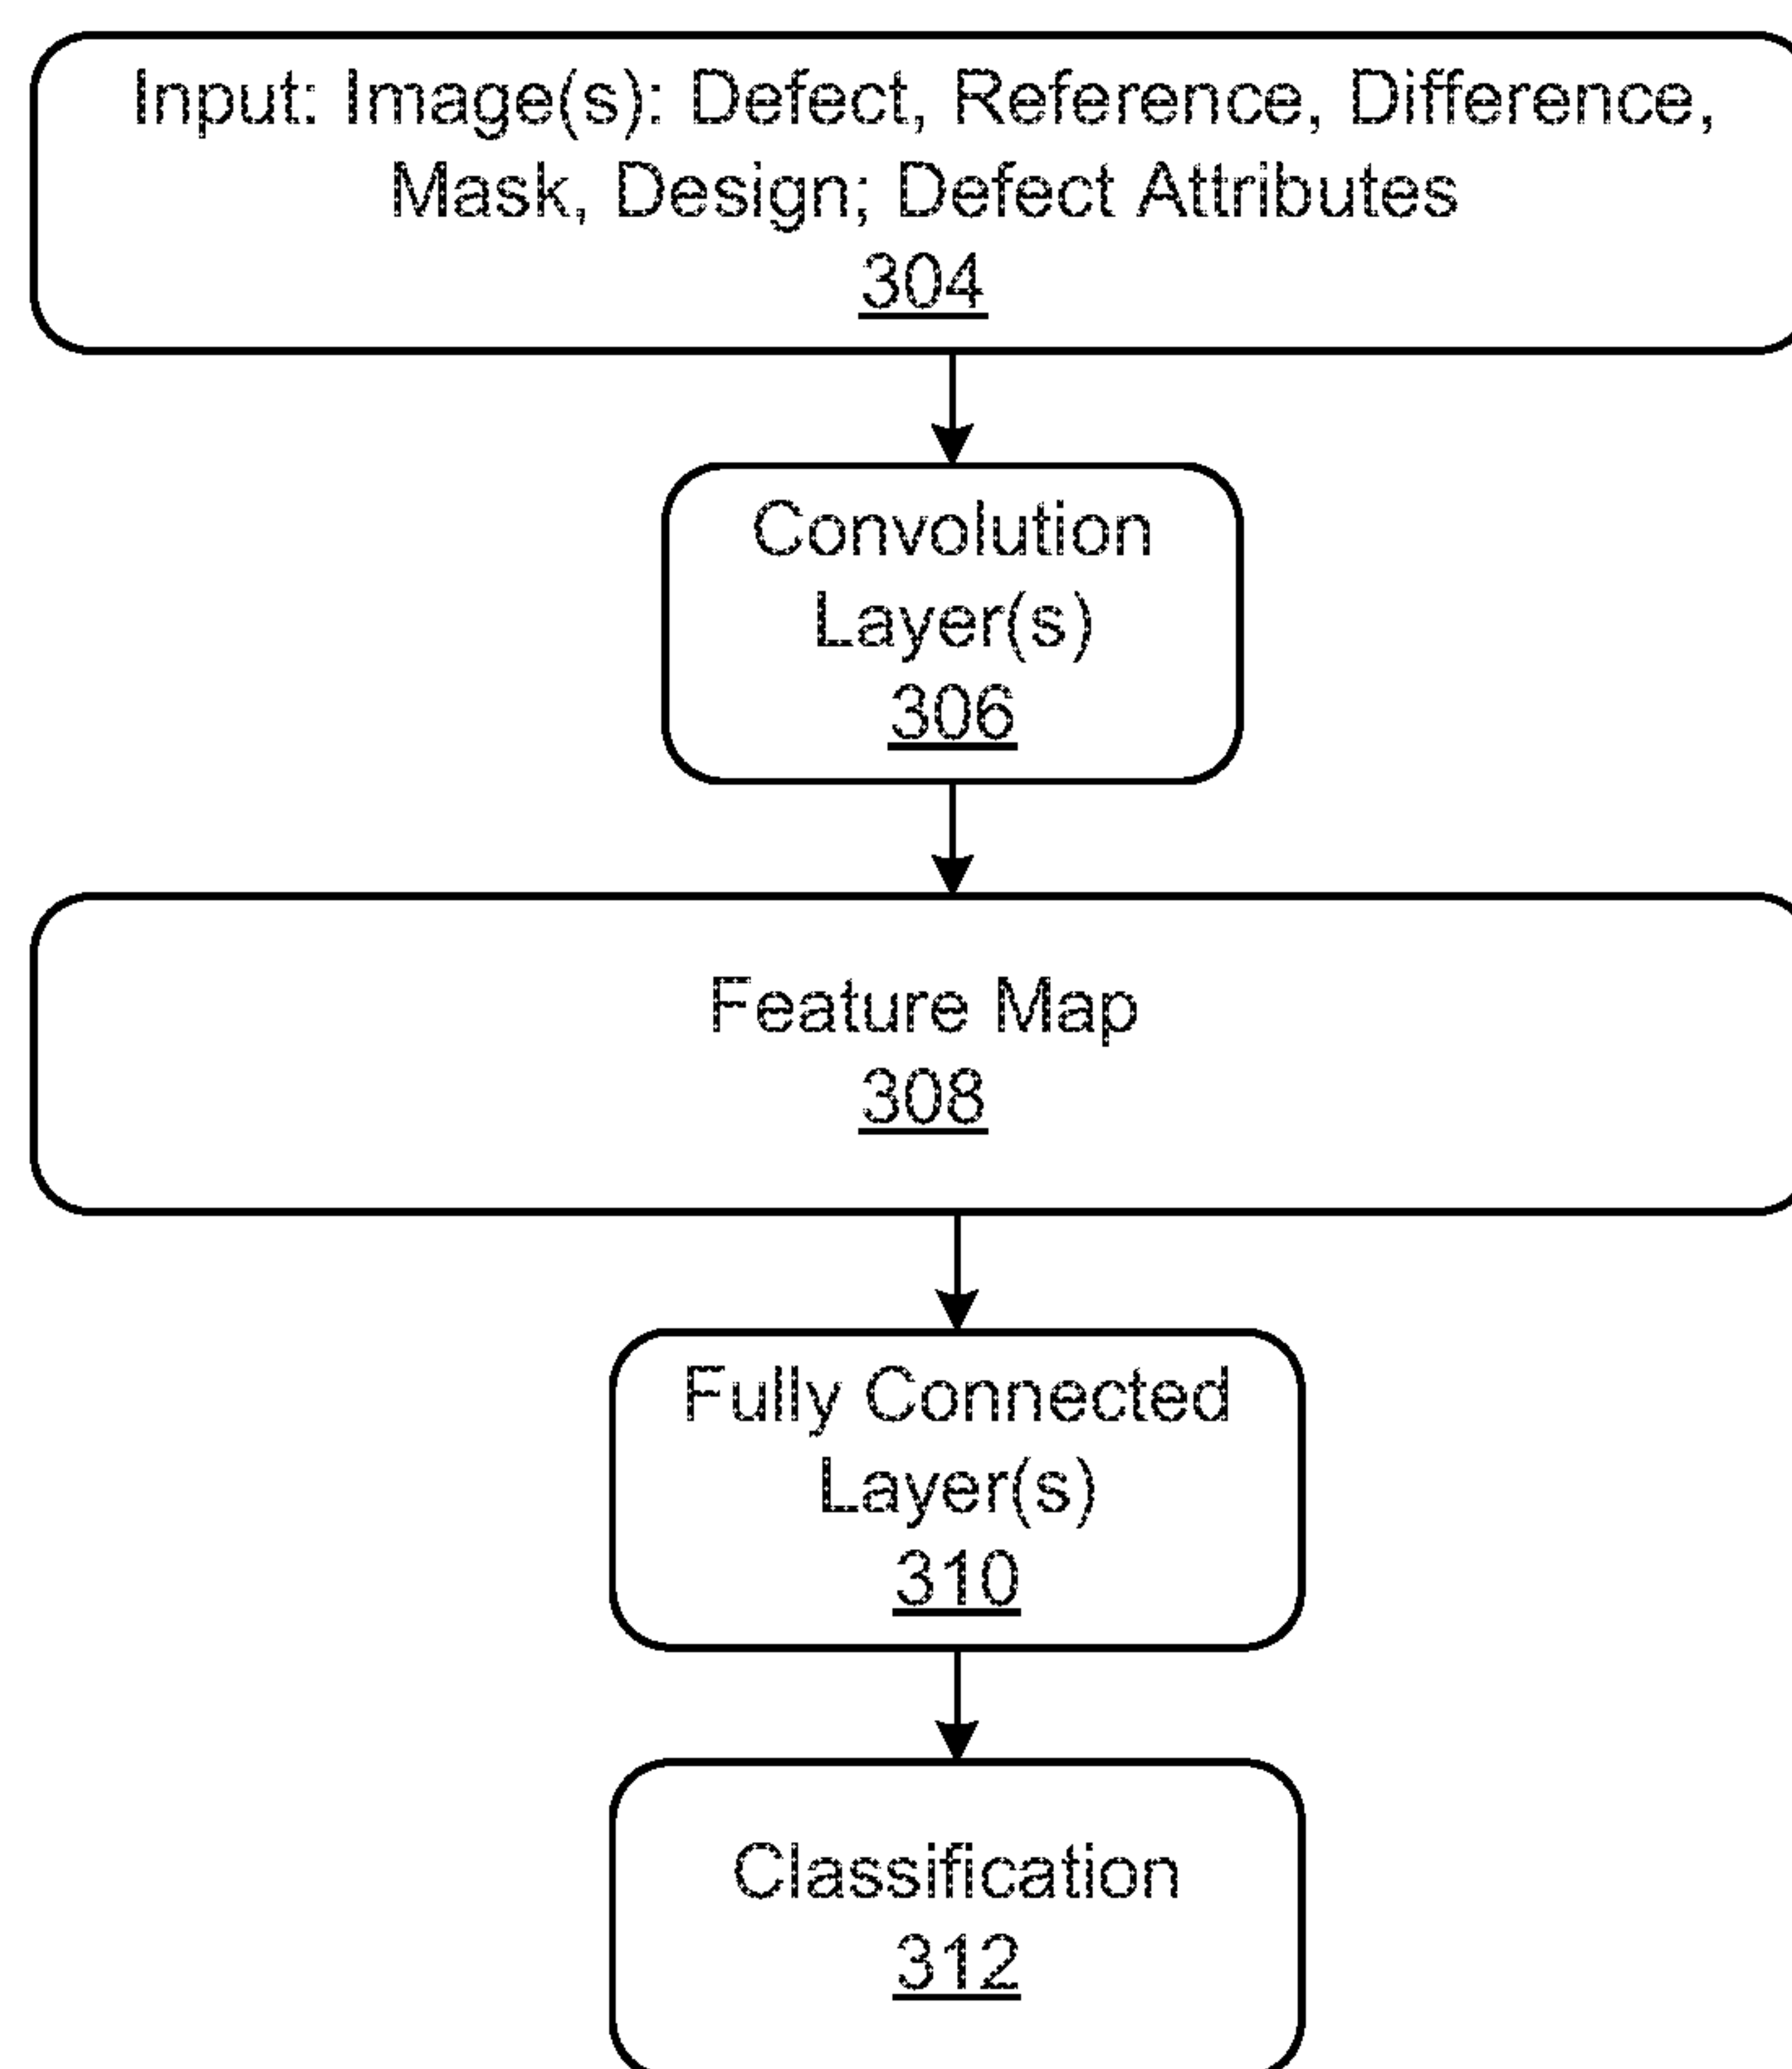 Input: Image(s): Defect, Reference, Difference,
Mask, Design; Defect Attributes
304
Convolution
Layer(s)
306
Feature Map
308
Fully Connected
Layer(s)
310
Classification
312